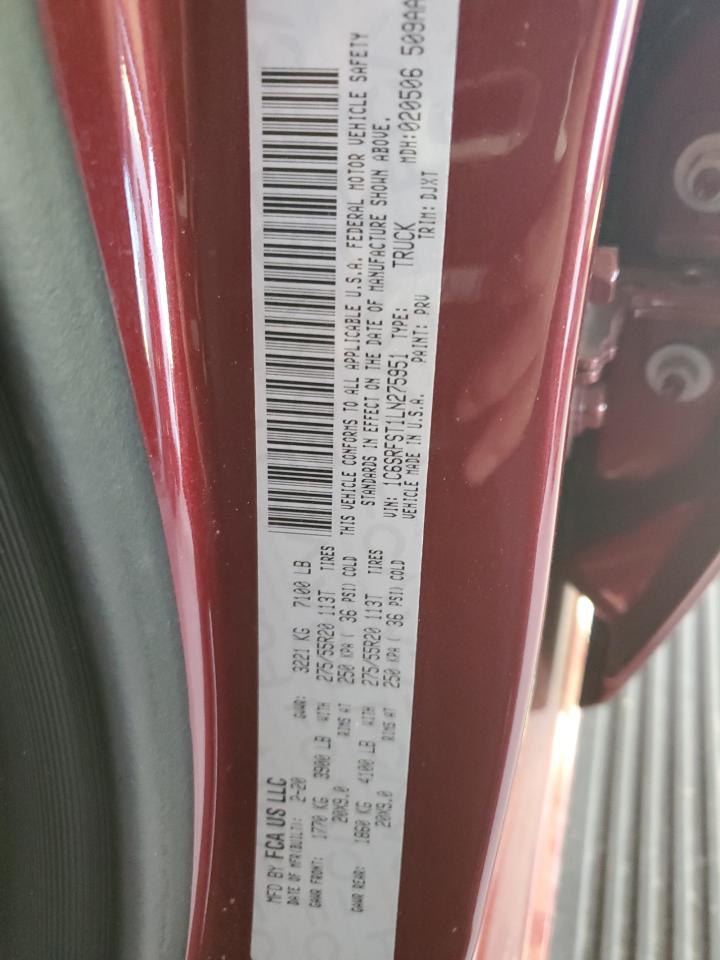 MFD BY FCA US LLC
DATE OF MFR(BUILT): 2-20 GVWR: 3221 KG 7100 LB
GAWR FRONT: 1770 KG 3900 LB WITH 275/55R20 113T TIRES
20X9.0 RIMS AT 250 KPA ( 36 PSI) COLD
GAWR REAR: 1860 KG 4100 LB WITH 275/55R20 113T TIRES
20X9.0 RIMS AT 250 KPA ( 36 PSI) COLD
THIS VEHICLE CONFORMS TO ALL APPLICABLE U.S.A. FEDERAL MOTOR VEHICLE SAFETY
STANDARDS IN EFFECT ON THE DATE OF MANUFACTURE SHOWN ABOVE.
VIN: 1C6SRFST1LN275951 TYPE: TRUCK MDH:020506 509AA
VEHICLE MADE IN U.S.A. PAINT: PRV TRIM: DJXT